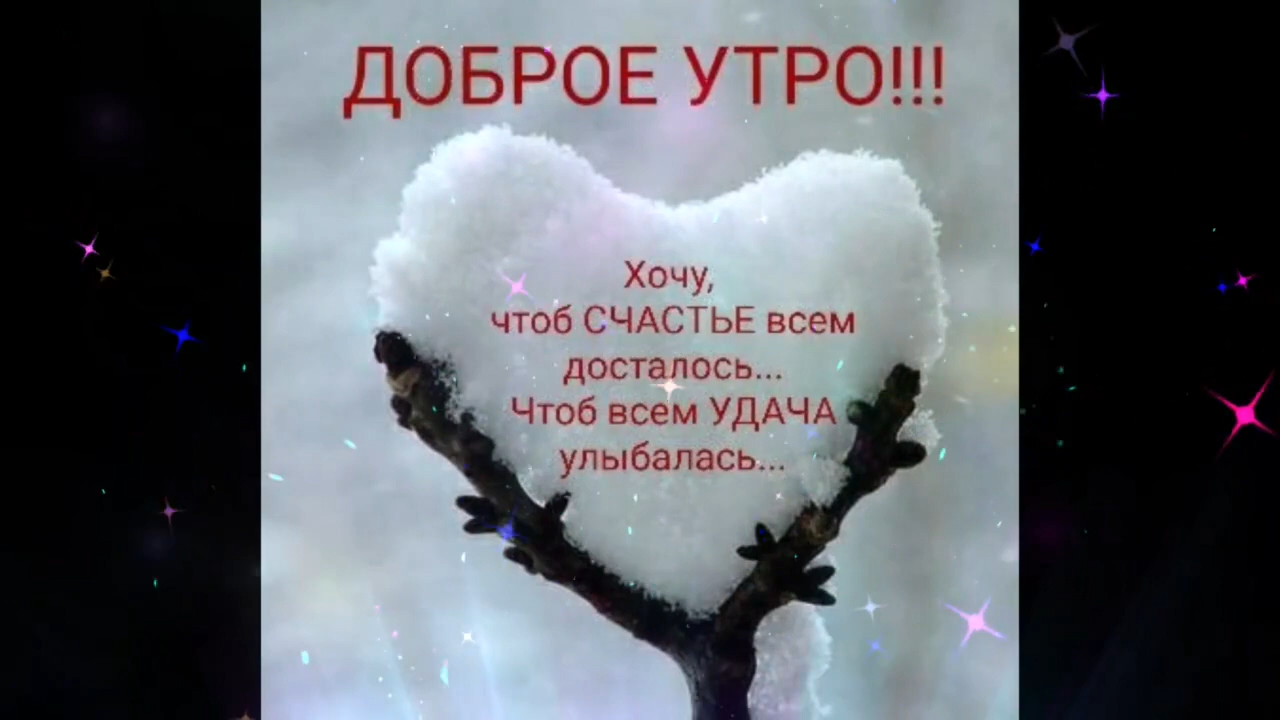 ДОБРОЕ УТРО!!!
Хочу,
чтоб СЧАСТЬЕ всем
досталось...
Чтоб всем УДАЧА
улыбалась...